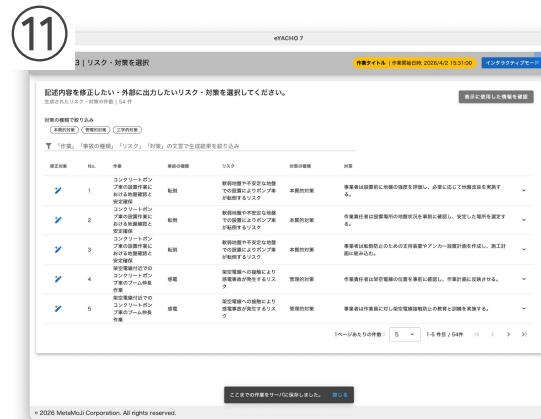 11
eYACHO 7
3 | リスク・対策を選択
作業タイトル | 作業開始日時: 2026/4/2 15:31:00
インタラクティブモード
記述内容を修正したい・外部に出力したいリスク・対策を選択してください。
生成されたリスク・対策の件数 | 54 件
表示に使用した情報を確認
対策の種類で絞り込み
本質的対策 管理的対策 工学的対策
「作業」「事故の種類」「リスク」「対策」の文言で生成結果を絞り込み
修正対象 No. 作業 事故の種類 リスク 対策の種類 対策
1
コンクリートポンプ車の設置作業における地盤確認と安定確保
転倒
軟弱地盤や不安定な地盤での設置によりポンプ車が転倒するリスク
本質的対策
事業者は設置前に地盤の強度を評価し、必要に応じて地盤改良を実施する。
2
コンクリートポンプ車の設置作業における地盤確認と安定確保
転倒
軟弱地盤や不安定な地盤での設置によりポンプ車が転倒するリスク
本質的対策
作業責任者は設置場所の地盤状況を事前に確認し、安定した場所を選定する。
3
コンクリートポンプ車の設置作業における地盤確認と安定確保
転倒
軟弱地盤や不安定な地盤での設置によりポンプ車が転倒するリスク
本質的対策
事業者は転倒防止のための支持装置やアンカー設置計画を作成し、施工計画に組み込む。
4
架空電線付近でのコンクリートポンプ車のブーム伸長作業
感電
架空電線への接触により感電事故が発生するリスク
管理的対策
作業責任者は架空電線の位置を事前に確認し、作業計画に反映させる。
5
架空電線付近でのコンクリートポンプ車のブーム伸長作業
感電
架空電線への接触により感電事故が発生するリスク
管理的対策
事業者は作業員に対し架空電線接触防止の教育と訓練を実施する。
1ページあたりの件数: 5 1-5 件目 / 54件
ここまでの作業をサーバに保存しました。 閉じる
© 2026 MetaMoJi Corporation. All rights reserved.